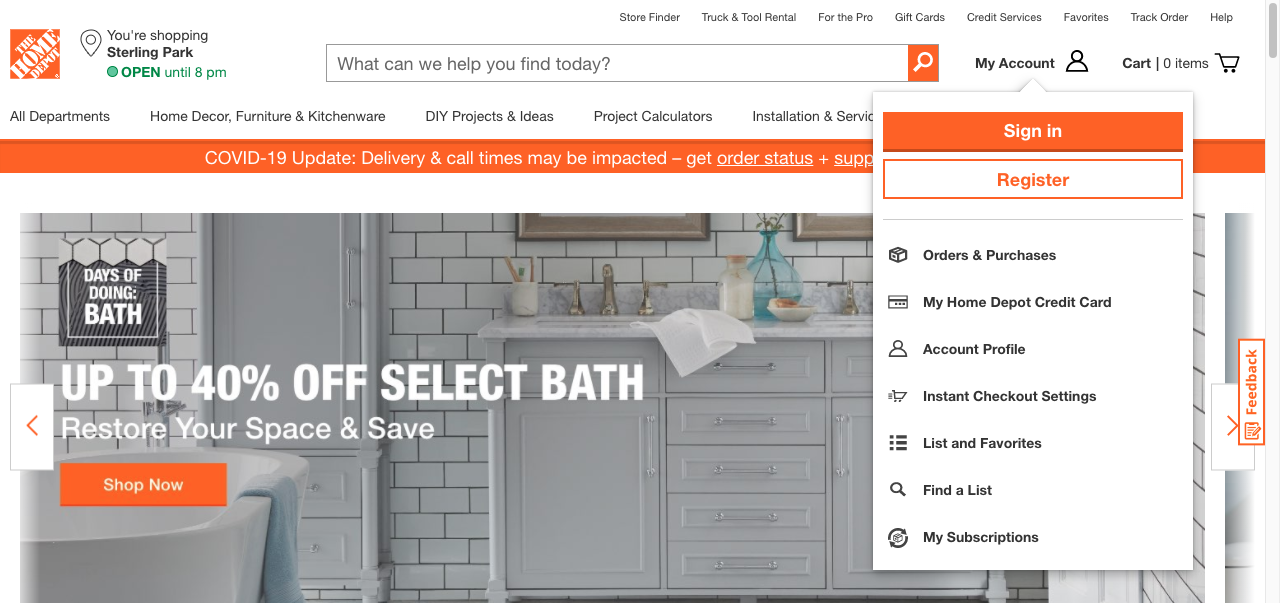 Store Finder
Truck & Tool Rental
For the Pro
Gift Cards
Credit Services
Favorites
Track Order
Help
THE
HOME
DEPOT
You're shopping
Sterling Park
OPEN until 8 pm
What can we help you find today?
My Account
Cart | 0 items
All Departments
Home Decor, Furniture & Kitchenware
DIY Projects & Ideas
Project Calculators
Installation & Servic
COVID-19 Update: Delivery & call times may be impacted – get order status + supp
Sign in
Register
Orders & Purchases
My Home Depot Credit Card
Account Profile
Instant Checkout Settings
List and Favorites
Find a List
My Subscriptions
DAYS OF
DOING:
BATH
UP TO 40% OFF SELECT BATH
Restore Your Space & Save
Shop Now
Feedback